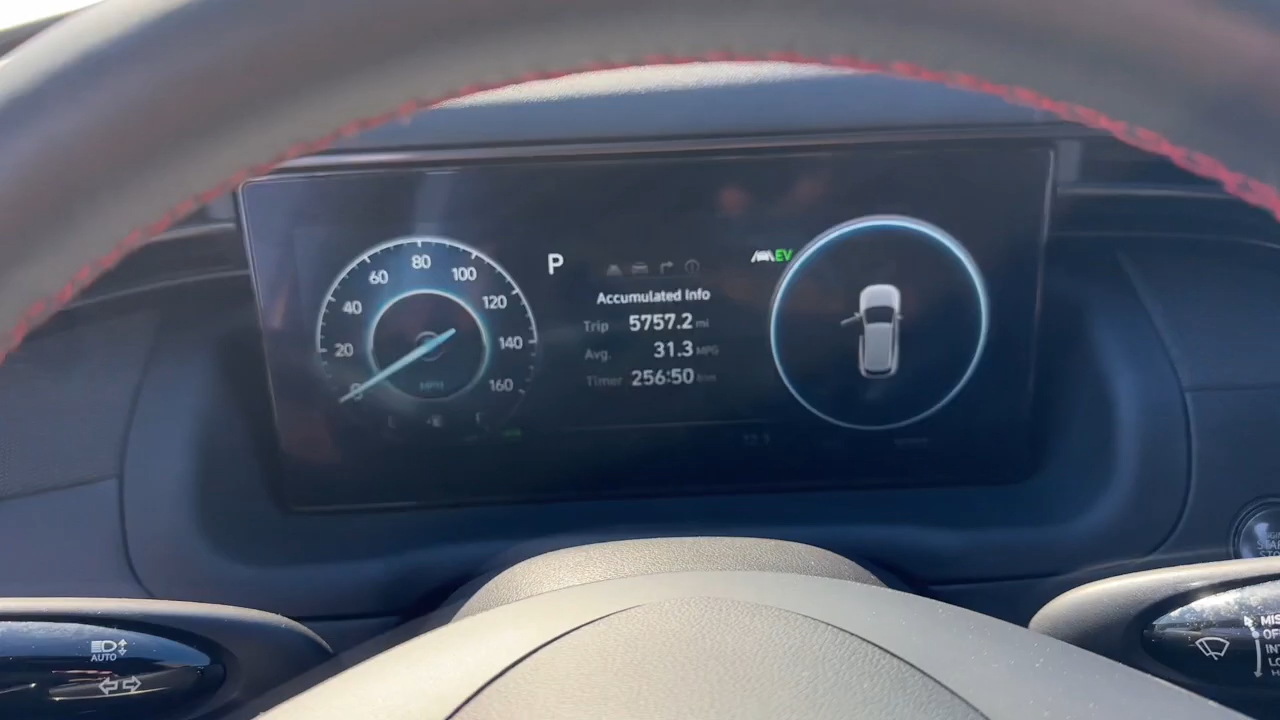 80
60
100
40
120
20
140
0
160
MPH
P
EV
Accumulated Info
Trip 5757.2 mi
Avg. 31.3 MPG
Timer 256:50
AUTO